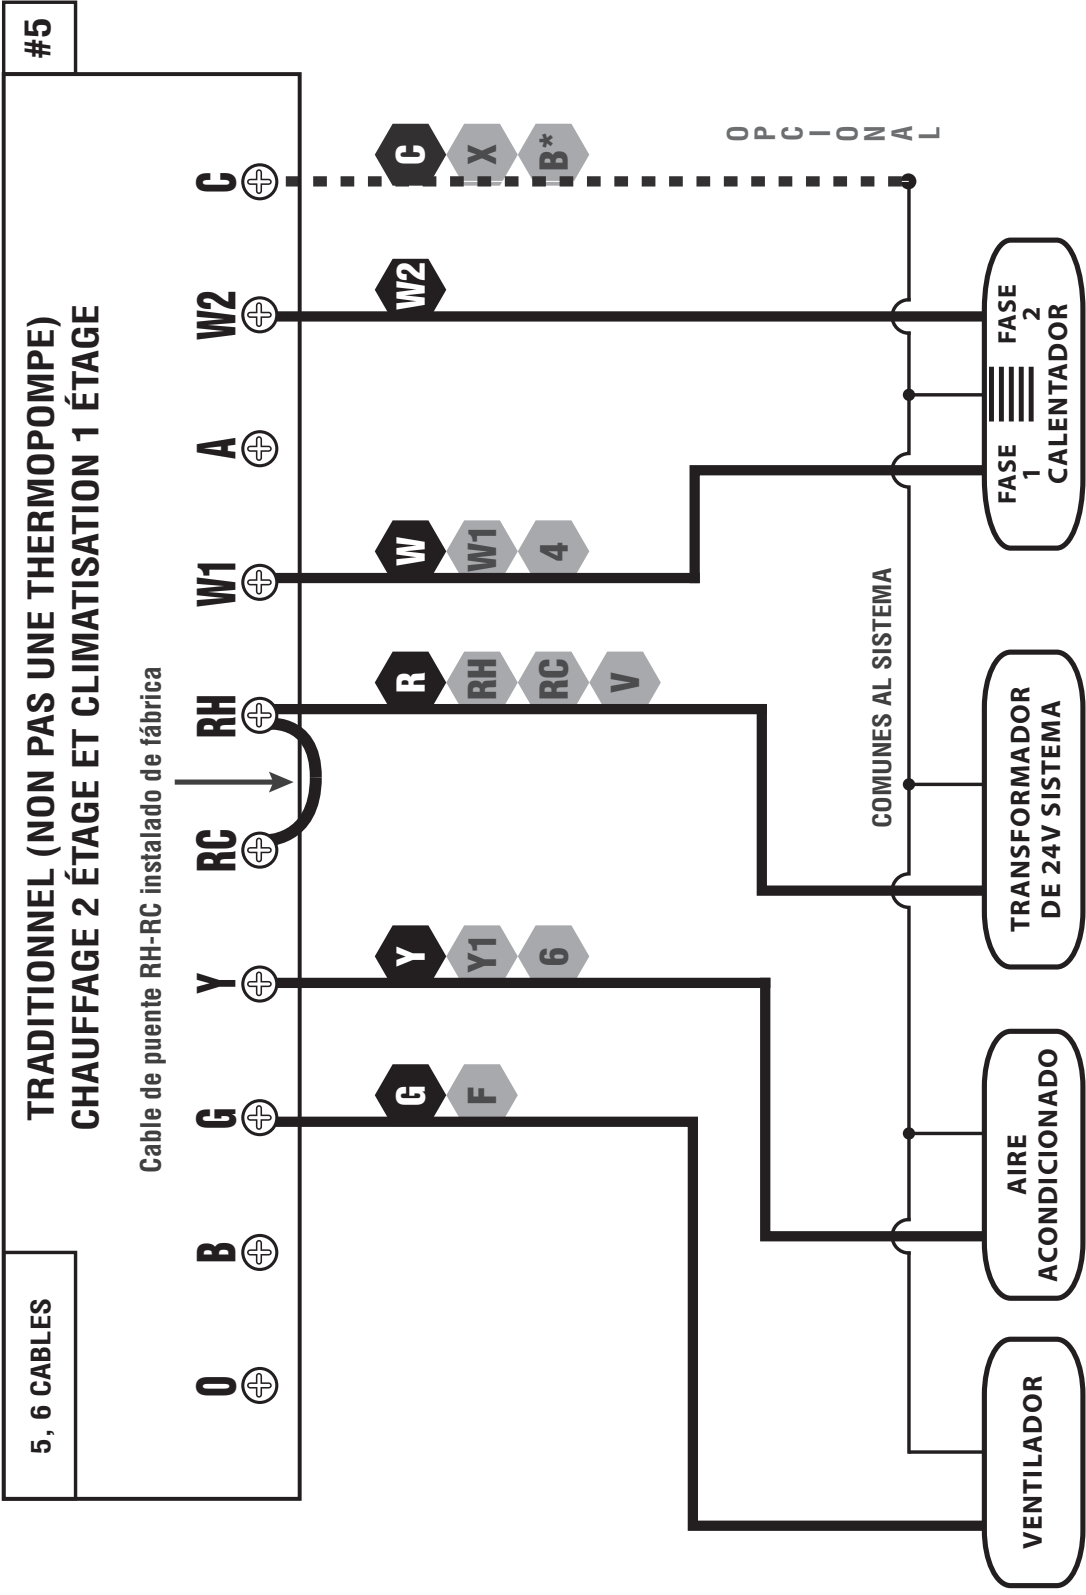 5, 6 CABLES
TRADITIONNEL (NON PAS UNE THERMOPOMPE)
CHAUFFAGE 2 ÉTAGE ET CLIMATISATION 1 ÉTAGE
#5
Cable de puente RH-RC instalado de fábrica
O B G Y RC RH W1 A W2 C
G Y R W W2 C
F Y1 RH W1 X
6 RC 4 B*
V
OPCIONAL
COMUNES AL SISTEMA
VENTILADOR
AIRE
ACONDICIONADO
TRANSFORMADOR
DE 24V SISTEMA
FASE FASE
1 2
CALENTADOR